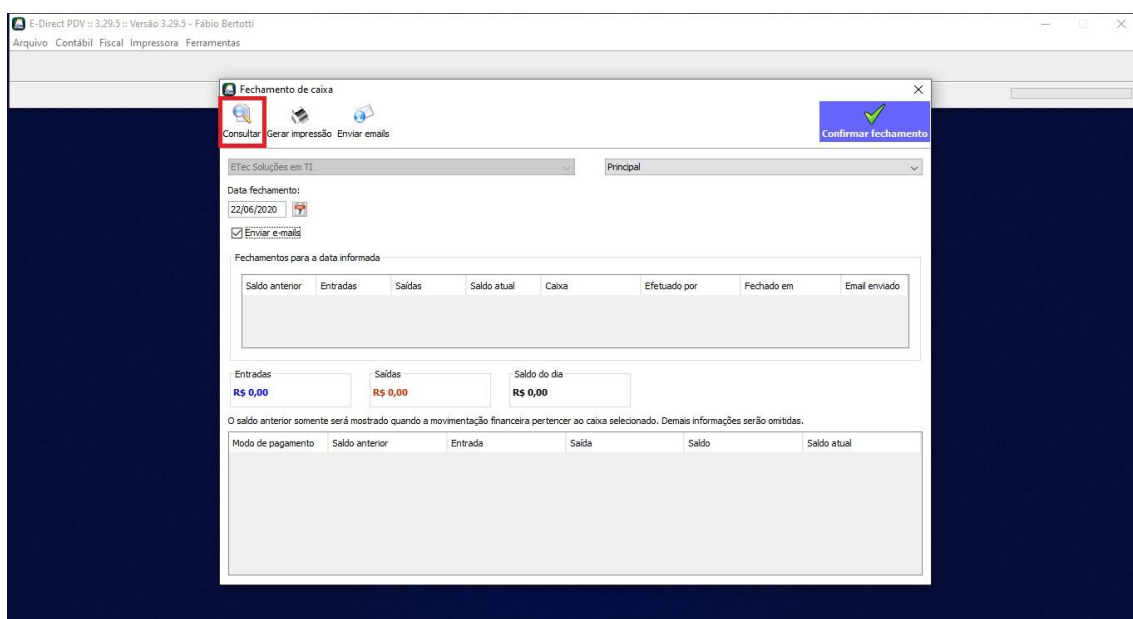 E-Direct PDV :: 3.29.5 :: Versão 3.29.5 - Fábio Bertotti
Arquivo Contábil Fiscal Impressora Ferramentas
Fechamento de caixa
Consultar Gerar impressão Enviar emails Confirmar fechamento
ETec Soluções em TI Principal
Data fechamento:
22/06/2020
Enviar e-mails
Fechamentos para a data informada
Saldo anterior Entradas Saídas Saldo atual Caixa Efetuado por Fechado em Email enviado
Entradas Saídas Saldo do dia
R$ 0,00 R$ 0,00 R$ 0,00
O saldo anterior somente será mostrado quando a movimentação financeira pertencer ao caixa selecionado. Demais informações serão omitidas.
Modo de pagamento Saldo anterior Entrada Saída Saldo Saldo atual